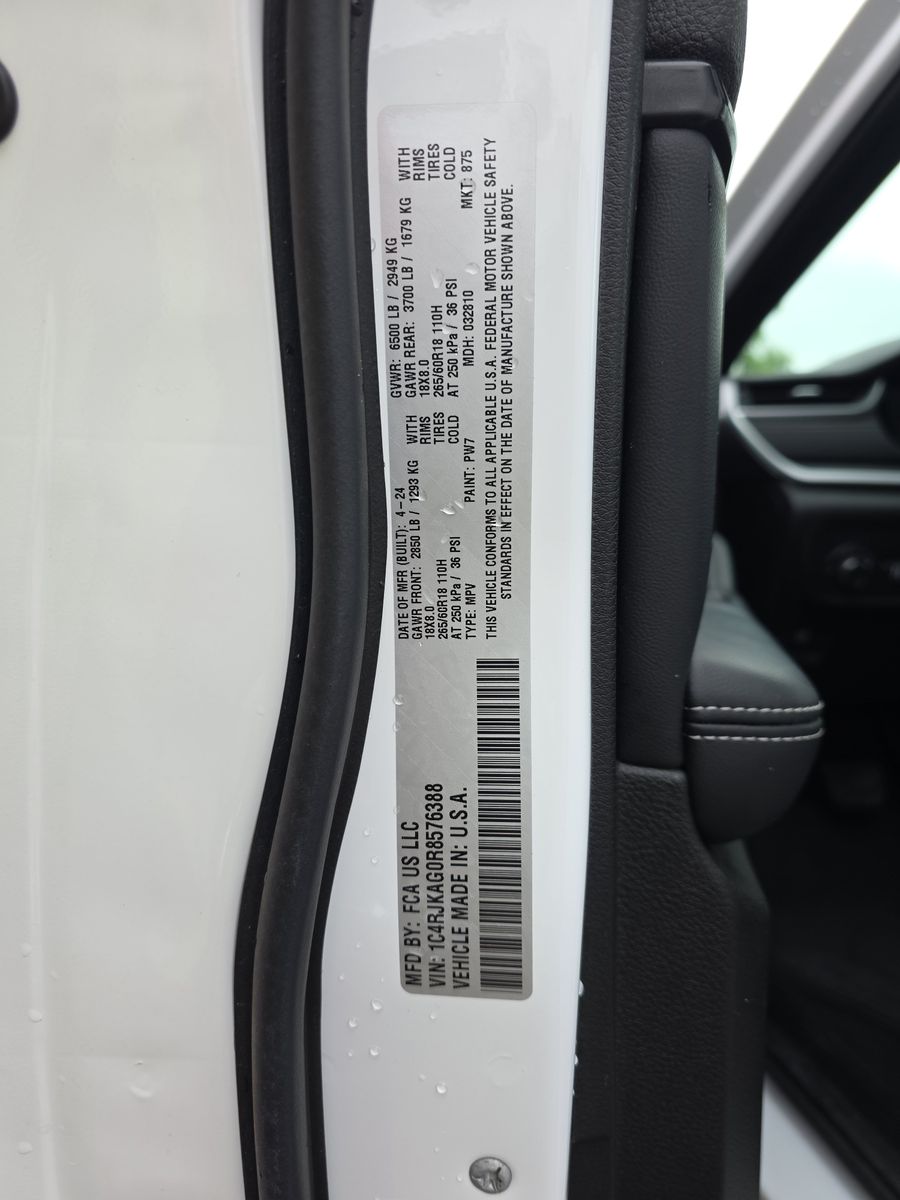 MFD BY: FCA US LLC
VIN: 1C4RJKAG0R8576388
VEHICLE MADE IN: U.S.A.
DATE OF MFR (BUILT): 4-24 GVWR: 6500 LB / 2949 KG
GAWR FRONT: 2850 LB / 1293 KG WITH GAWR REAR: 3700 LB / 1679 KG WITH
18X8.0 RIMS 18X8.0 RIMS
265/60R18 110H TIRES 265/60R18 110H TIRES
AT 250 kPa / 36 PSI COLD AT 250 kPa / 36 PSI COLD
TYPE: MPV PAINT: PW7 MDH: 032810 MKT: 875
THIS VEHICLE CONFORMS TO ALL APPLICABLE U.S.A. FEDERAL MOTOR VEHICLE SAFETY
STANDARDS IN EFFECT ON THE DATE OF MANUFACTURE SHOWN ABOVE.